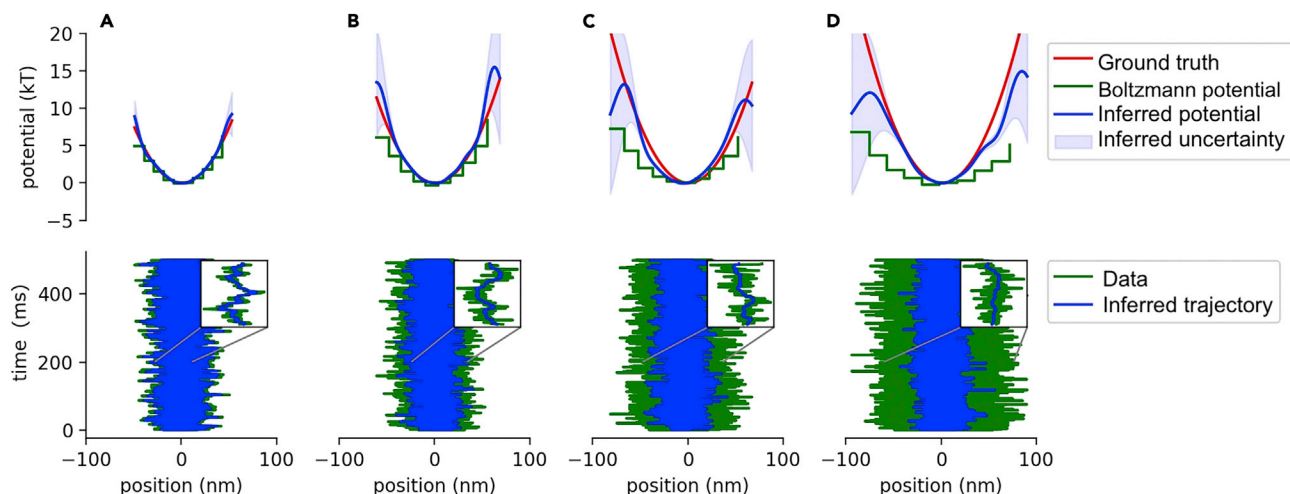 A
B
C
D
20
15
10
5
0
−5
potential (kT)
Ground truth
Boltzmann potential
Inferred potential
Inferred uncertainty
400
200
0
time (ms)
Data
Inferred trajectory
−100 0 100
−100 0 100
−100 0 100
−100 0 100
position (nm)
position (nm)
position (nm)
position (nm)